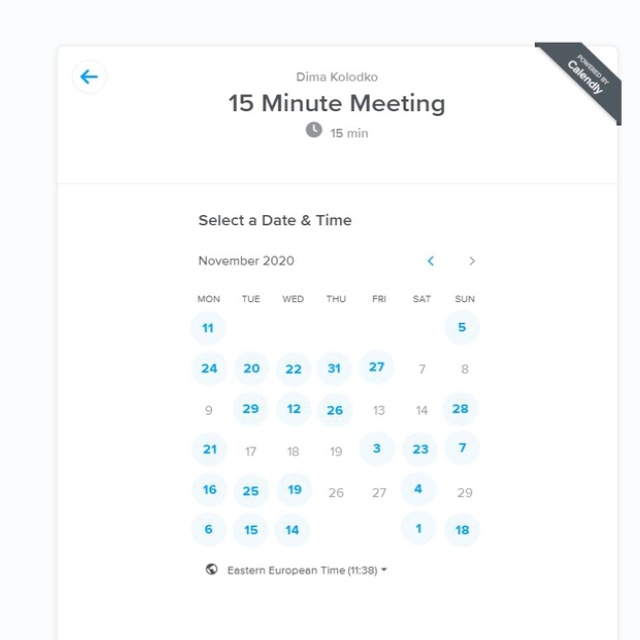 POWERED BY
Calendly
Dima Kolodko
15 Minute Meeting
15 min
Select a Date & Time
November 2020
MON TUE WED THU FRI SAT SUN
11 5
24 20 22 31 27 7 8
9 29 12 26 13 14 28
21 17 18 19 3 23 7
16 25 19 26 27 4 29
6 15 14 1 18
Eastern European Time (11:38)